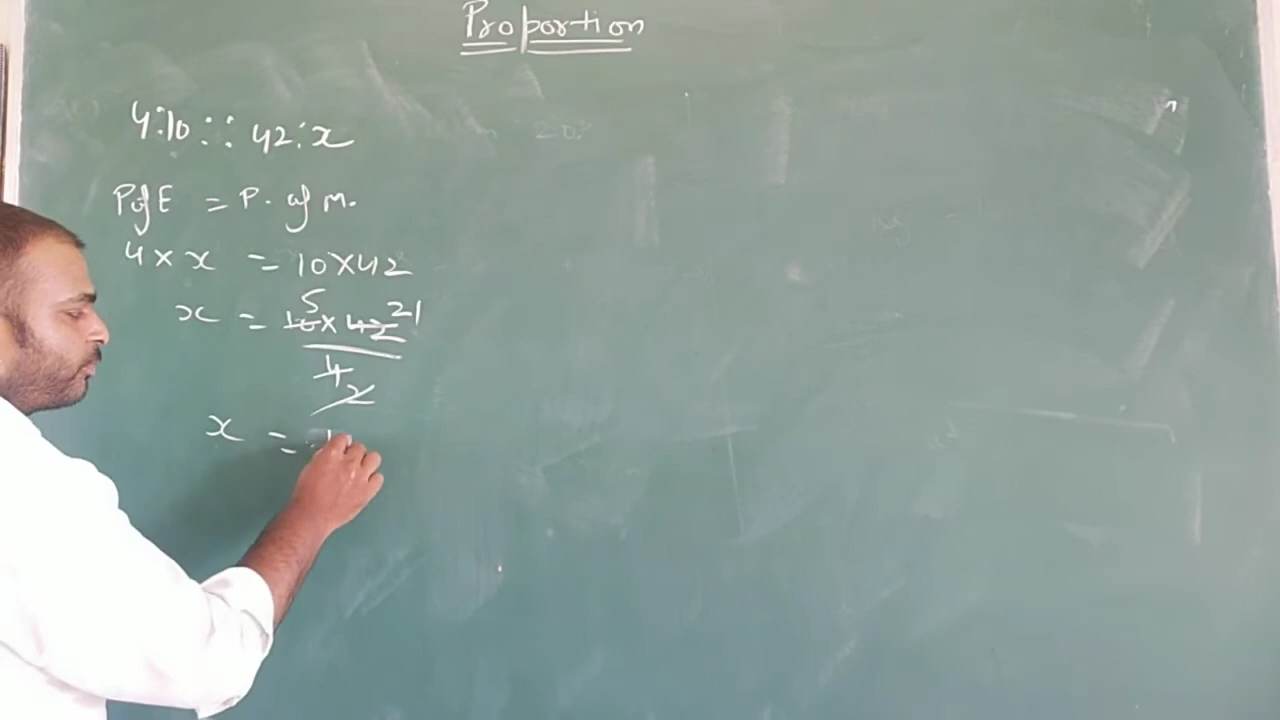 Proportion
4:10 :: 42:x
P of E = P. of m.
4 × x = 10 × 42
5
x = 10 × 42 21
4
2
x =